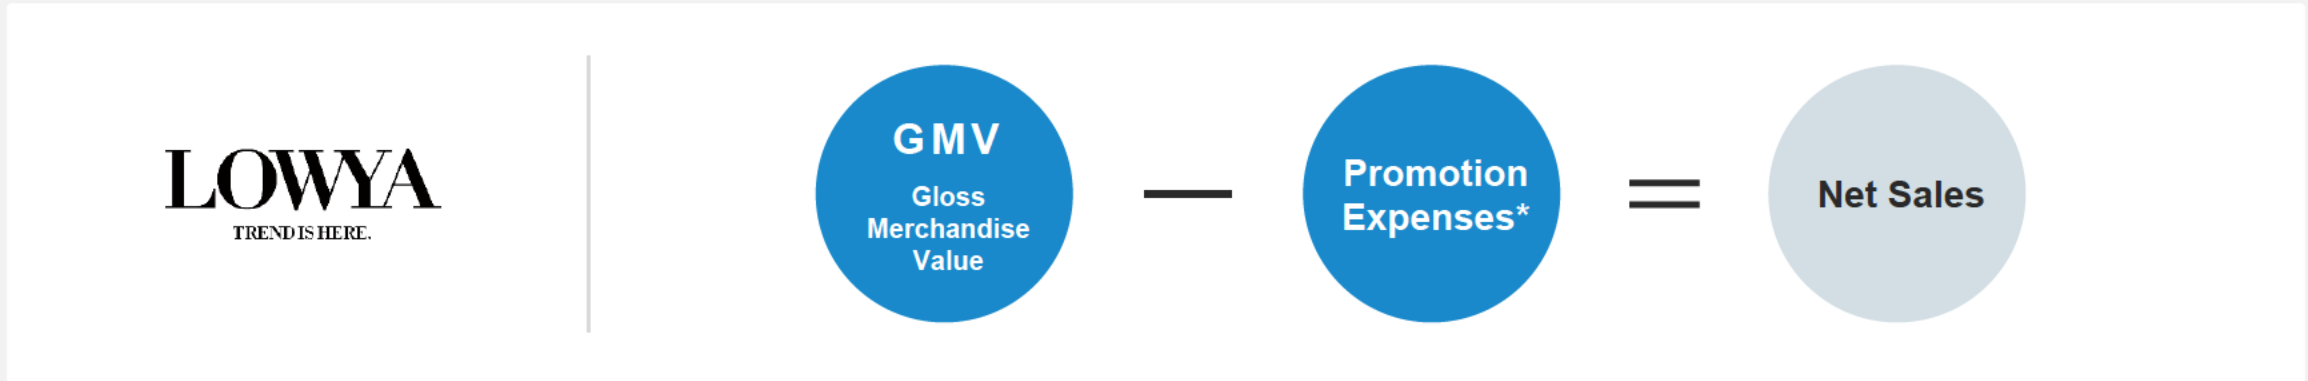 LOWYA
TREND IS HERE.
GMV
Gloss
Merchandise
Value
—
Promotion
Expenses*
=
Net Sales